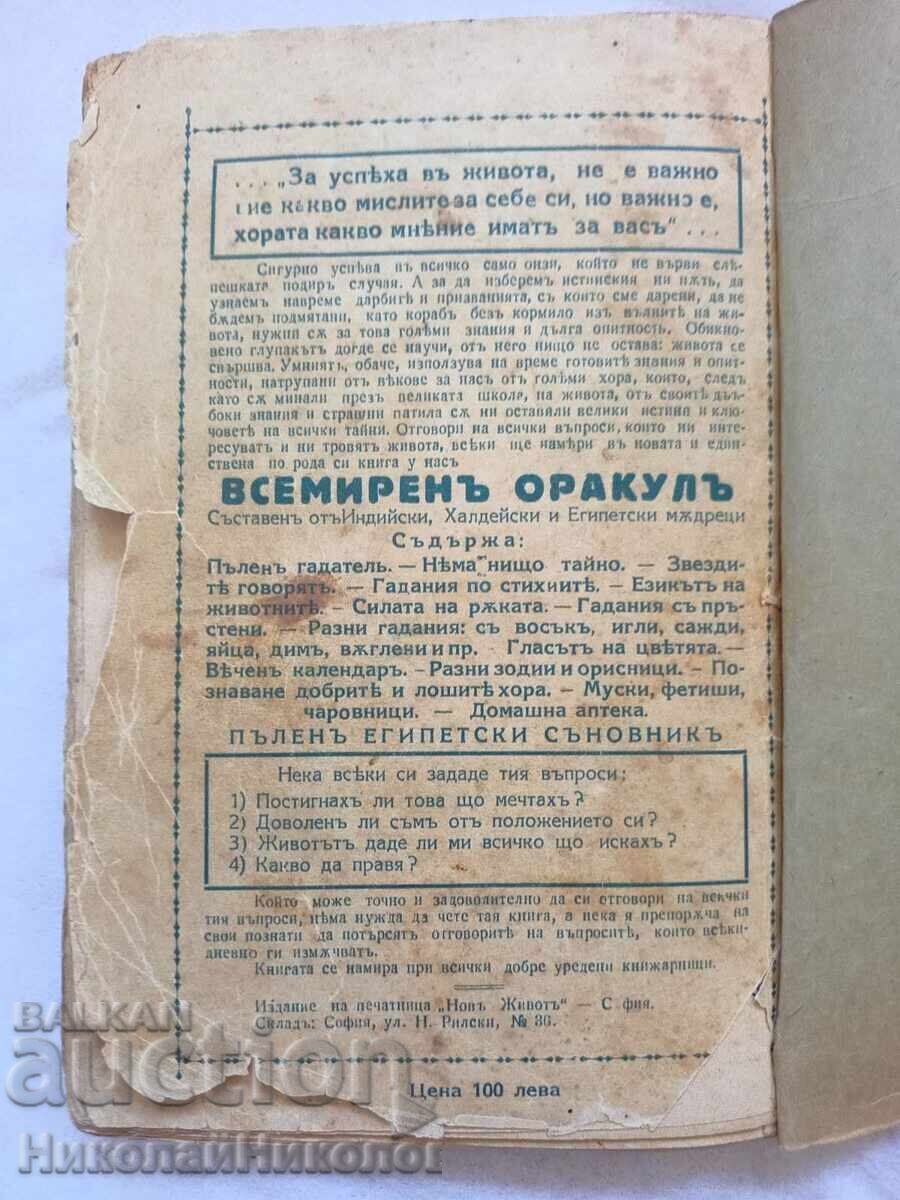 ... „За успѣха въ живота, не е важно
не какво мислите за себе си, но важно е,
хората какво мнѣние иматъ за васъ“ ...
Сигурно успѣва въ всичко само онзи, който не върви слѣ-
пешката подиръ случая. А за да изберемъ истинския ни пѫть, да
узнаемъ навреме дарбитѣ и призванията, съ които сме дарени, да не
бѫдемъ подмятани, като корабъ безъ кормило изъ вълните на жи-
вота, нужни сѫ за това голѣми знания и дълга опитность. Обикно-
вено глупакътъ догде се научи, отъ него нищо не остава: живота се
свършва. Умниятъ, обаче, използува на време готовитѣ знания и опит-
ности, натрупани отъ вѣкове за насъ отъ голѣми хора, които, следъ
като сѫ минали презъ великата школа, на живота, отъ своитѣ дъл-
боки знания и страшни патила сѫ ни оставяли велики истини и клю-
човетѣ на всички тайни. Отговори на всички въпроси, които ни инте-
ресуватъ и ни тровятъ живота, всѣки ще намѣри въ новата и един-
ствена по рода си книга у насъ
ВСЕМИРЕНЪ ОРАКУЛЪ
Съставенъ отъ Индийски, Халдейски и Египетски мѫдреци
Съдържа:
Пъленъ гадатель. — Нѣма нищо тайно. — Звезди-
тѣ говорятъ. — Гадания по стихиитѣ. — Езикътъ на
животнитѣ. — Силата на рѫката. — Гадания съ пръ-
стени. — Разни гадания: съ восъкъ, игли, сажди,
яйца, димъ, вѫглени и пр. — Гласътъ на цвѣтята. —
Вѣченъ календаръ. — Разни зодии и орисници. — По-
знаване добритѣ и лошитѣ хора. — Муски, фетиши,
чаровници. — Домашна аптека.
ПЪЛЕНЪ ЕГИПЕТСКИ СЪНОВНИКЪ
Нека всѣки си зададе тия въпроси:
1) Постигнахъ ли това що мечтахъ?
2) Доволенъ ли съмъ отъ положението си?
3) Животътъ даде ли ми всичко що искахъ?
4) Какво да правя?
Който може точно и задоволително да си отговори на всички
тия въпроси, нѣма нужда да чете тая книга, а нека я препорѫча на
свои познати да потърсятъ отговоритѣ на въпроситѣ, които всѣки-
дневно ги измѫчватъ.
Книгата се намира при всички добре уредени книжарници.
Издание на печатница „Новъ Животъ“ — С фия.
Складъ: София, ул. Н. Рилски, № 36.
Цена 100 лева
BALKAN
auction
НиколайНиколов